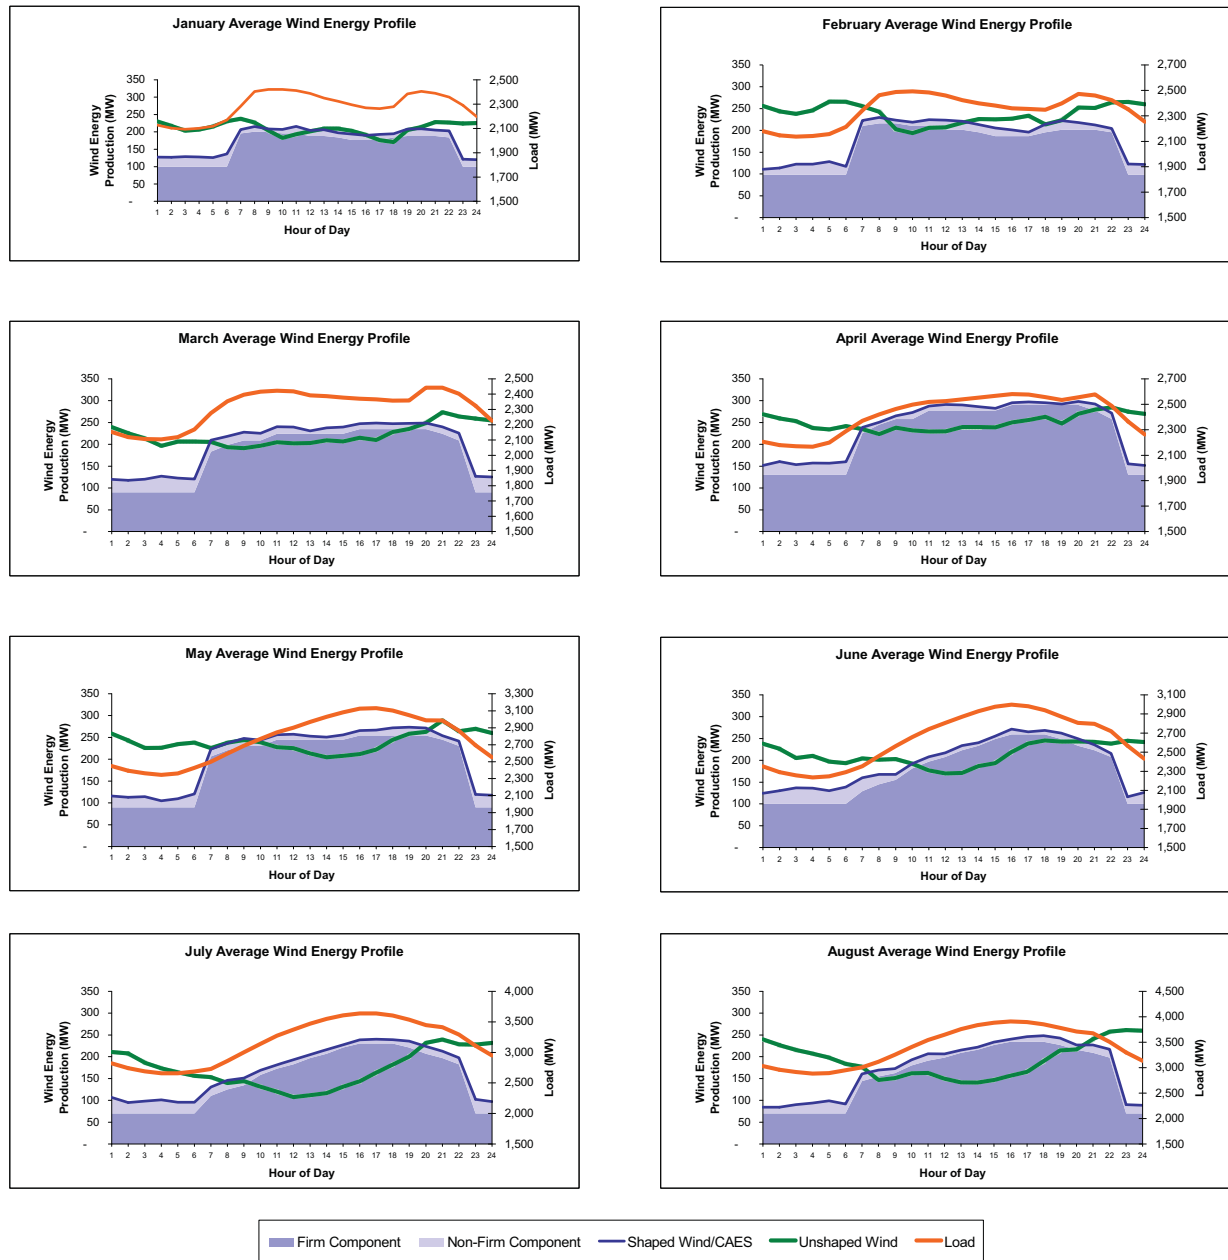 January Average Wind Energy Profile
Wind Energy
Production (MW)
350
300
250
200
150
100
50
-
2,500
2,300
2,100
1,900
1,700
1,500
Load (MW)
1 2 3 4 5 6 7 8 9 10 11 12 13 14 15 16 17 18 19 20 21 22 23 24
Hour of Day
February Average Wind Energy Profile
Wind Energy
Production (MW)
350
300
250
200
150
100
50
-
2,700
2,500
2,300
2,100
1,900
1,700
1,500
Load (MW)
1 2 3 4 5 6 7 8 9 10 11 12 13 14 15 16 17 18 19 20 21 22 23 24
Hour of Day
March Average Wind Energy Profile
Wind Energy
Production (MW)
350
300
250
200
150
100
50
-
2,500
2,400
2,300
2,200
2,100
2,000
1,900
1,800
1,700
1,600
1,500
Load (MW)
1 2 3 4 5 6 7 8 9 10 11 12 13 14 15 16 17 18 19 20 21 22 23 24
Hour of Day
April Average Wind Energy Profile
Wind Energy
Production (MW)
350
300
250
200
150
100
50
-
2,700
2,500
2,300
2,100
1,900
1,700
1,500
Load (MW)
1 2 3 4 5 6 7 8 9 10 11 12 13 14 15 16 17 18 19 20 21 22 23 24
Hour of Day
May Average Wind Energy Profile
Wind Energy
Production (MW)
350
300
250
200
150
100
50
-
3,300
3,100
2,900
2,700
2,500
2,300
2,100
1,900
1,700
1,500
Load (MW)
1 2 3 4 5 6 7 8 9 10 11 12 13 14 15 16 17 18 19 20 21 22 23 24
Hour of Day
June Average Wind Energy Profile
Wind Energy
Production (MW)
350
300
250
200
150
100
50
-
3,100
2,900
2,700
2,500
2,300
2,100
1,900
1,700
1,500
Load (MW)
1 2 3 4 5 6 7 8 9 10 11 12 13 14 15 16 17 18 19 20 21 22 23 24
Hour of Day
July Average Wind Energy Profile
Wind Energy
Production (MW)
350
300
250
200
150
100
50
-
4,000
3,500
3,000
2,500
2,000
1,500
Load (MW)
1 2 3 4 5 6 7 8 9 10 11 12 13 14 15 16 17 18 19 20 21 22 23 24
Hour of Day
August Average Wind Energy Profile
Wind Energy
Production (MW)
350
300
250
200
150
100
50
-
4,500
4,000
3,500
3,000
2,500
2,000
1,500
Load (MW)
1 2 3 4 5 6 7 8 9 10 11 12 13 14 15 16 17 18 19 20 21 22 23 24
Hour of Day
Firm Component Non-Firm Component Shaped Wind/CAES Unshaped Wind Load